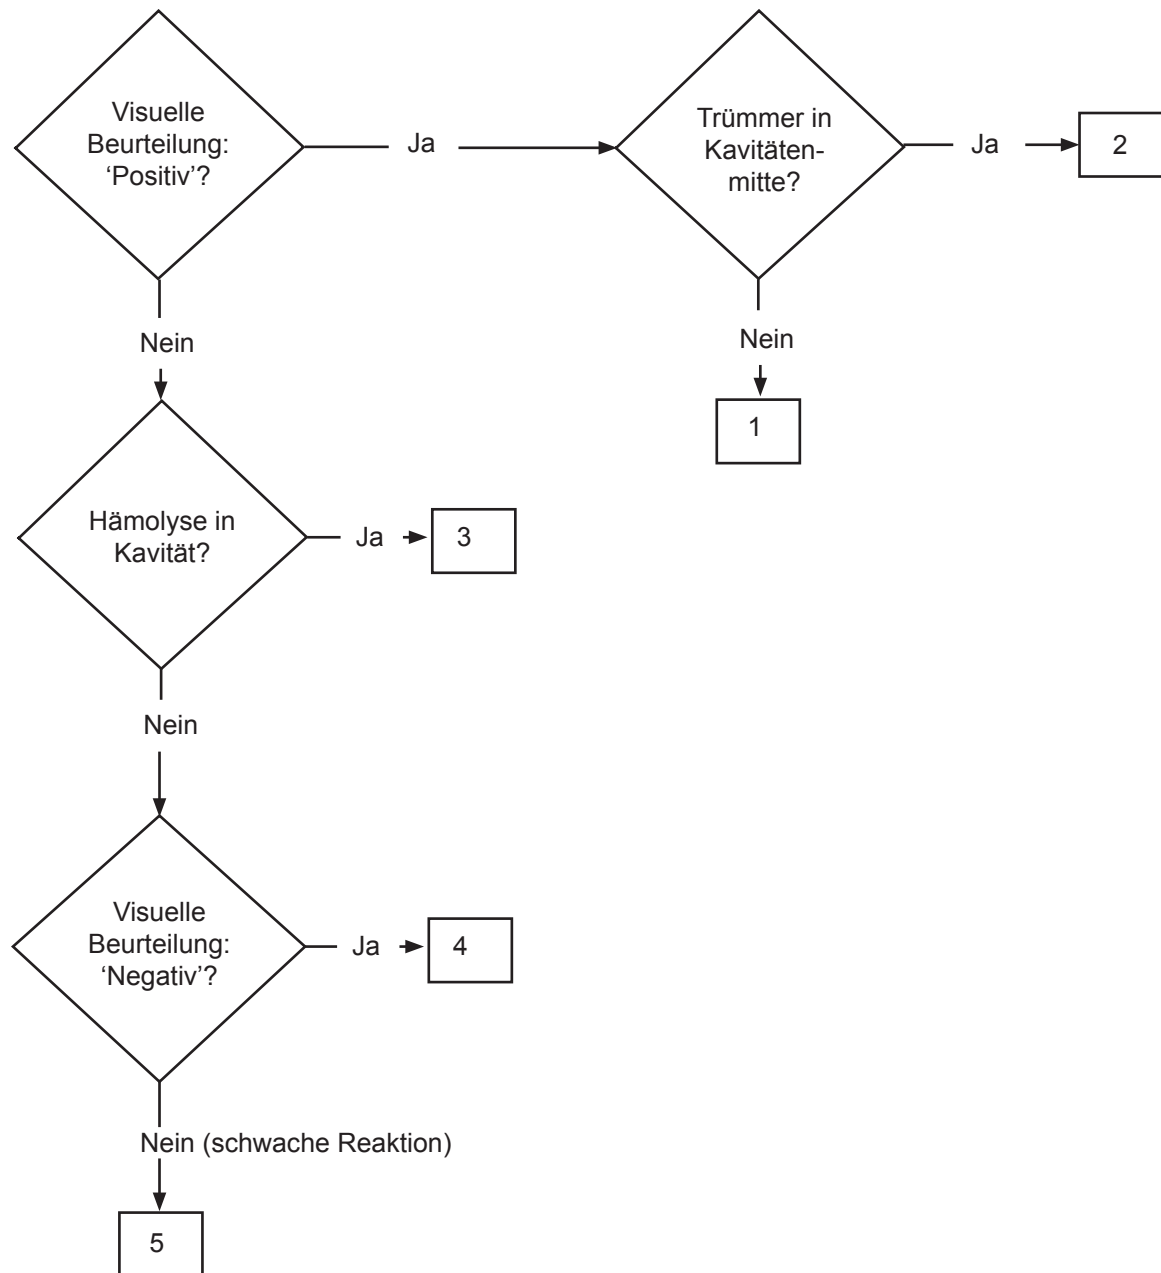 Visuelle
Beurteilung:
‘Positiv’?
Ja
Trümmer in
Kavitäten-
mitte?
Ja
2
Nein
Nein
1
Hämolyse in
Kavität?
Ja
3
Nein
Visuelle
Beurteilung:
‘Negativ’?
Ja
4
Nein (schwache Reaktion)
5